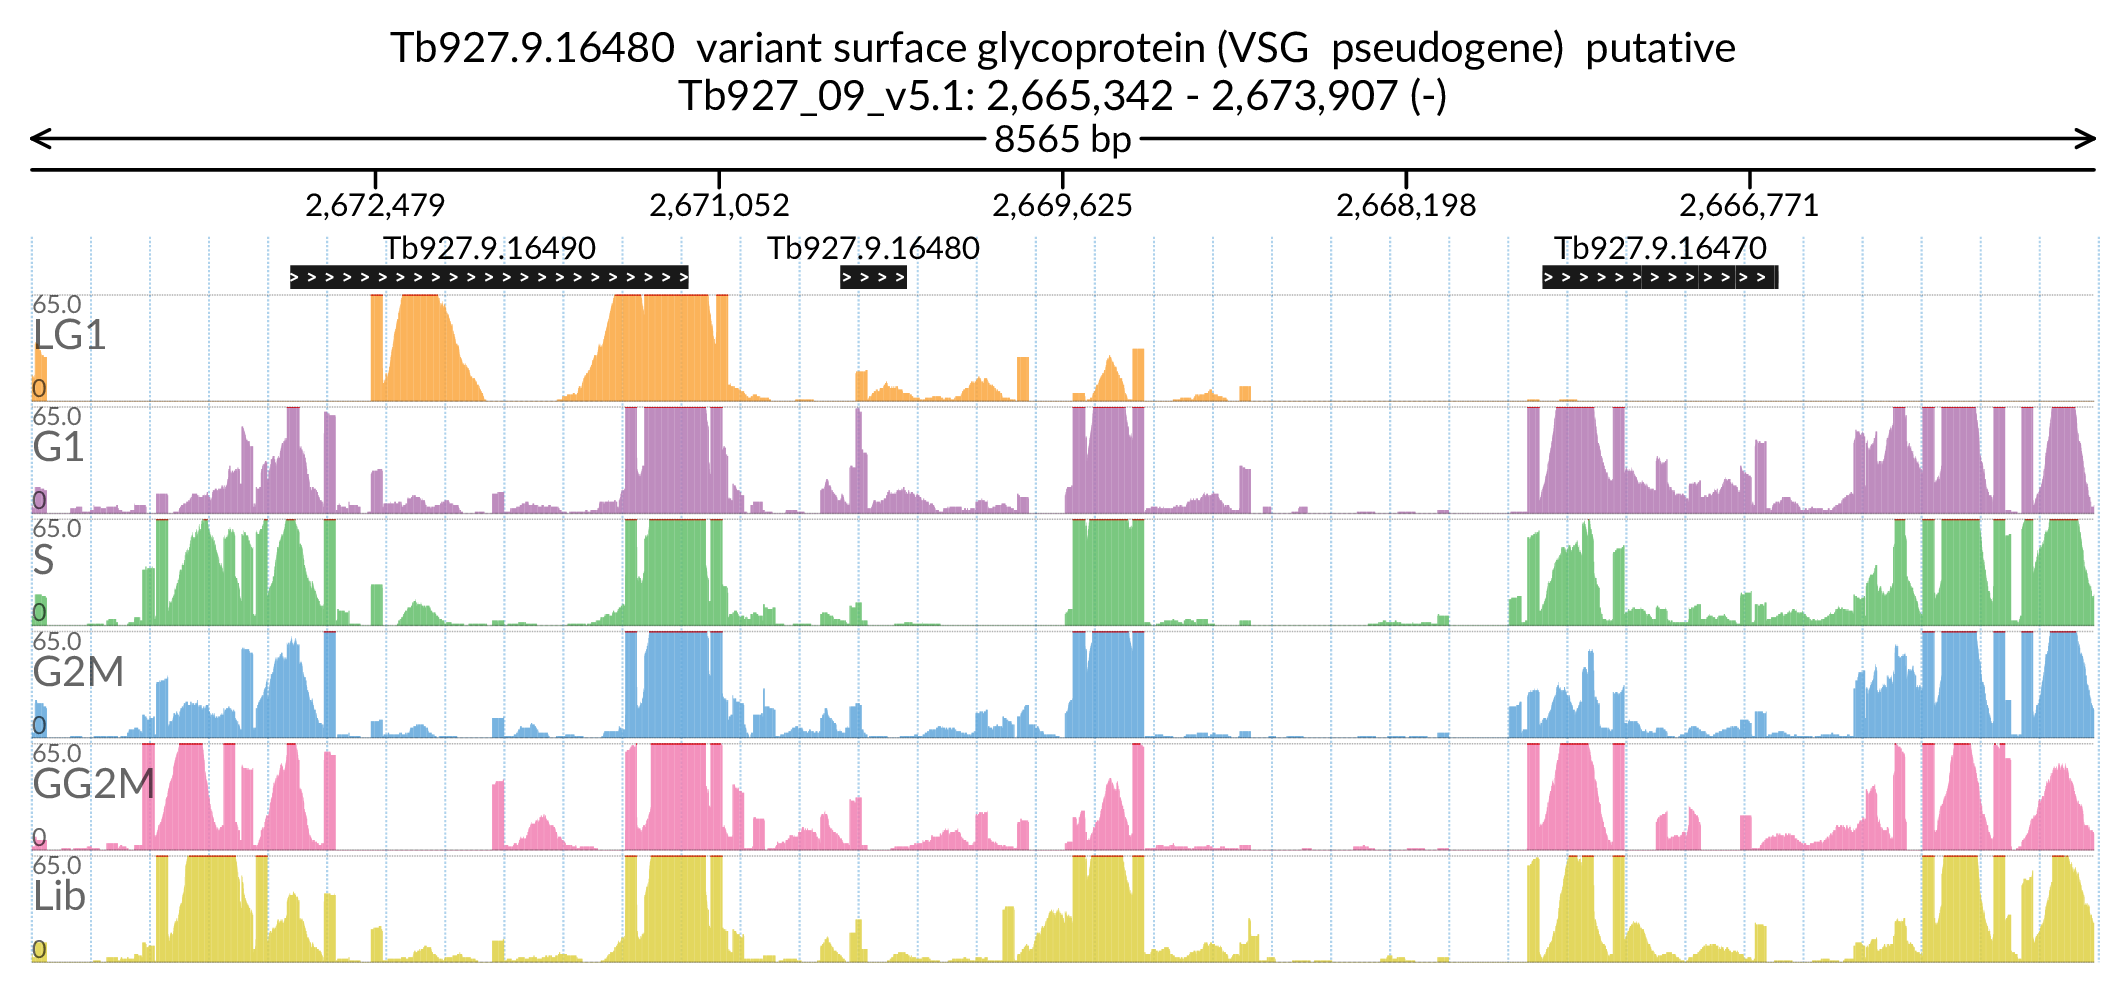 Tb927.9.16480  variant surface glycoprotein (VSG  pseudogene)  putative
Tb927_09_v5.1: 2,665,342 - 2,673,907 (-)
8565 bp
2,672,479 2,671,052 2,669,625 2,668,198 2,666,771
Tb927.9.16490 Tb927.9.16480 Tb927.9.16470
65.0
LG1
0
65.0
G1
0
65.0
S
0
65.0
G2M
0
65.0
GG2M
0
65.0
Lib
0